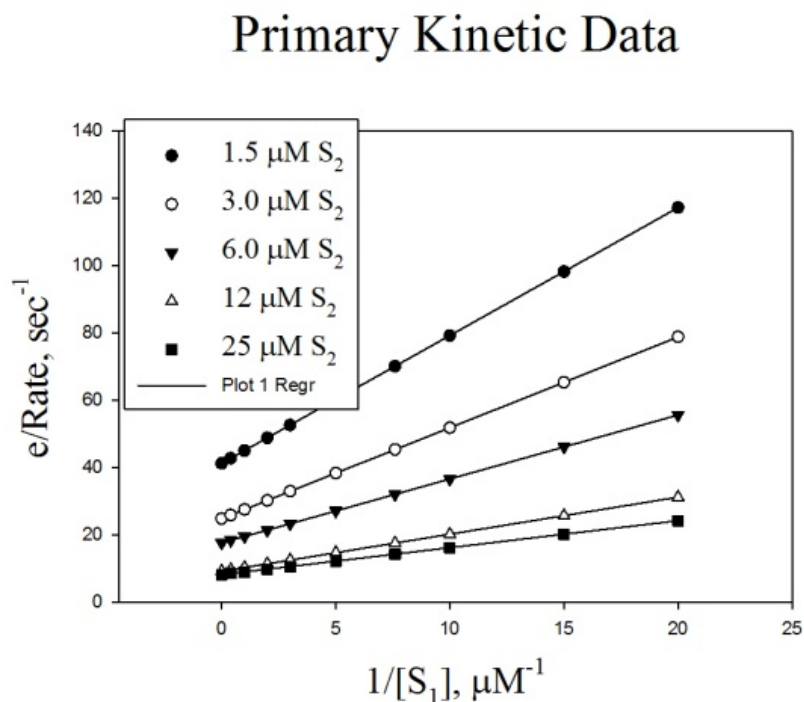 Primary Kinetic Data
1.5 μM S₂
3.0 μM S₂
6.0 μM S₂
12 μM S₂
25 μM S₂
Plot 1 Regr
e/Rate, sec⁻¹
140
120
100
80
60
40
20
0
0 5 10 15 20 25
1/[S₁], μM⁻¹